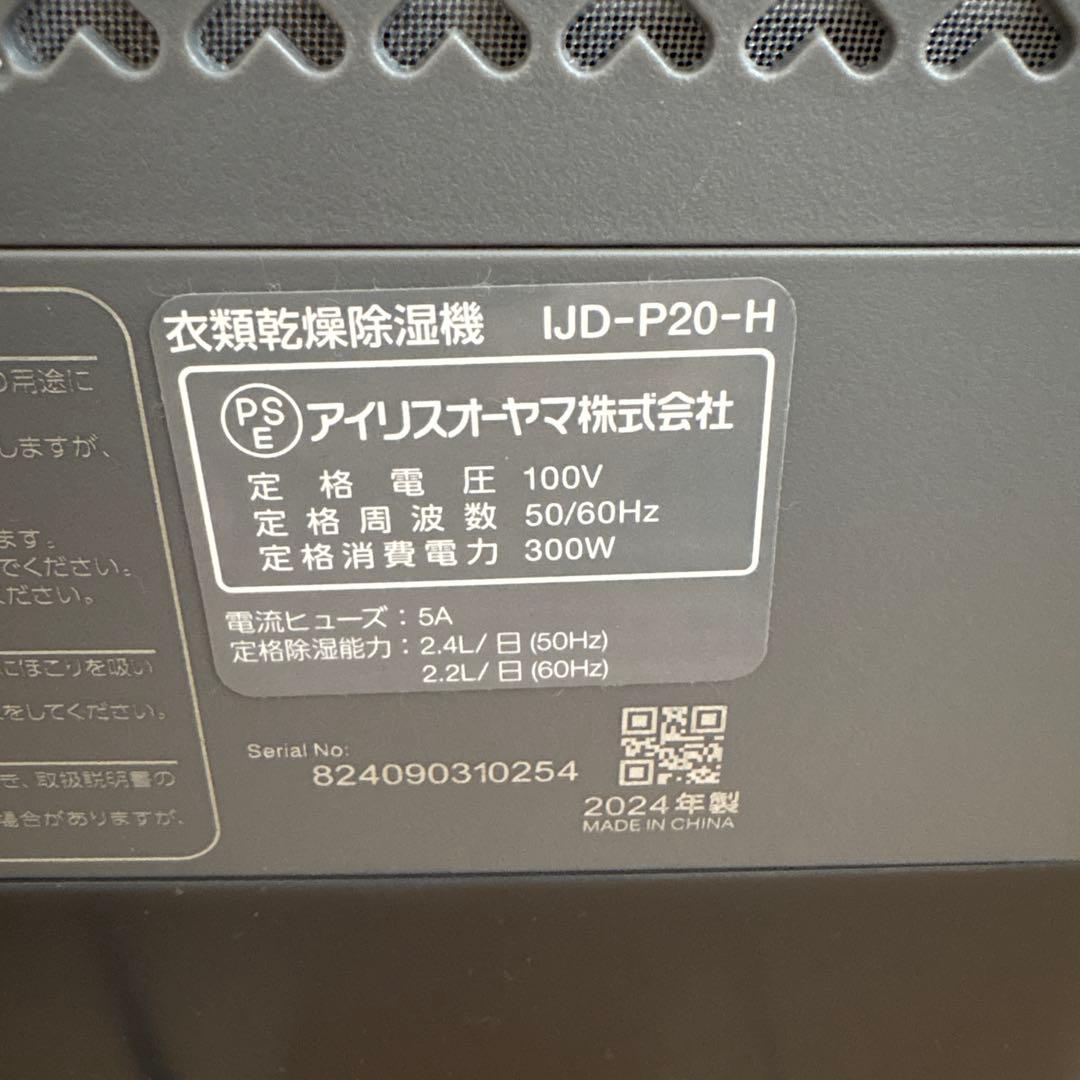 衣類乾燥除湿機 IJD-P20-H
PSE アイリスオーヤマ株式会社
定格電圧 100V
定格周波数 50/60Hz
定格消費電力 300W
電流ヒューズ：5A
定格除湿能力：2.4L/日(50Hz)
2.2L/日(60Hz)
Serial No:
824090310254
2024年製
MADE IN CHINA
用途に
しますが、
ます。
でください。
ください。
にほこりを吸い
をしてください。
き、取扱説明書の
場合がありますが、